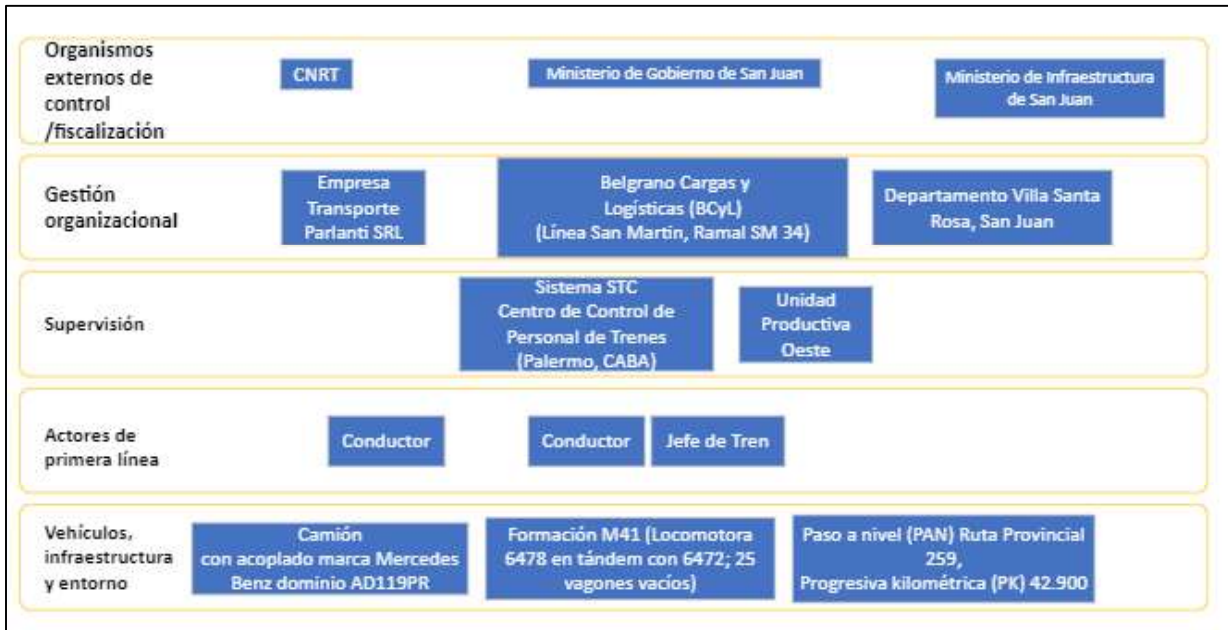 Organismos
externos de
control
/fiscalización
CNRT
Ministerio de Gobierno de San Juan
Ministerio de Infraestructura
de San Juan
Gestión
organizacional
Empresa
Transporte
Parlanti SRL
Belgrano Cargas y
Logísticas (BCyL)
(Línea San Martin, Ramal SM 34)
Departamento Villa Santa
Rosa, San Juan
Supervisión
Sistema STC
Centro de Control de
Personal de Trenes
(Palermo, CABA)
Unidad
Productiva
Oeste
Actores de
primera línea
Conductor
Conductor
Jefe de Tren
Vehículos,
infraestructura
y entorno
Camión
con acoplado marca Mercedes
Benz dominio AD119PR
Formación M41 (Locomotora
6478 en tándem con 6472; 25
vagones vacíos)
Paso a nivel (PAN) Ruta Provincial
259,
Progresiva kilométrica (PK) 42.900